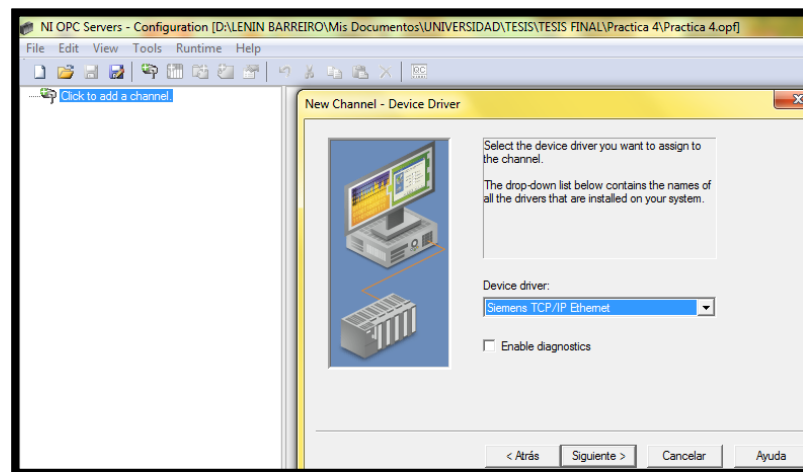 NI OPC Servers - Configuration [D:\LENIN BARREIRO\Mis Documentos\UNIVERSIDAD\TESIS\TESIS FINAL\Practica 4\Practica 4.opf]
File Edit View Tools Runtime Help
Click to add a channel.
New Channel - Device Driver
Select the device driver you want to assign to
the channel.
The drop-down list below contains the names of
all the drivers that are installed on your system.
Device driver:
Siemens TCP/IP Ethernet
Enable diagnostics
< Atrás Siguiente > Cancelar Ayuda